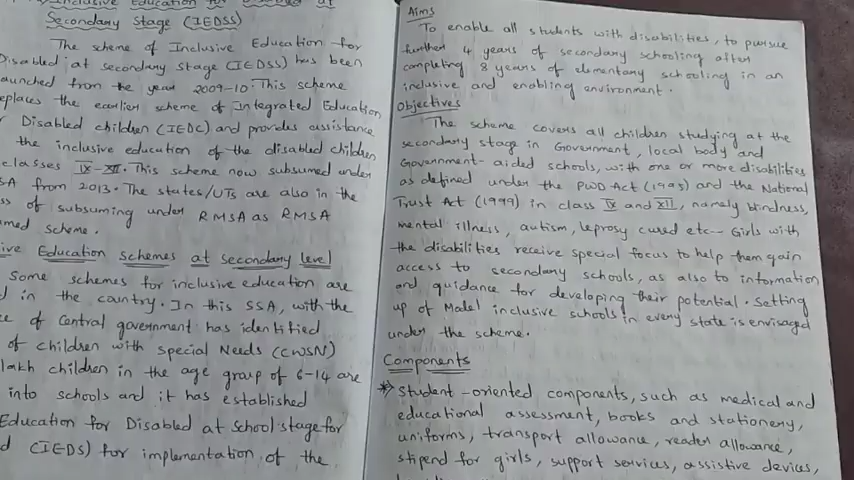 Inclusive Education for Disabled at
Secondary Stage (IEDSS)
The scheme of Inclusive Education for
Disabled at secondary stage (IEDSS) has been
aunched from the year 2009-10. This scheme
eplaces the earlier scheme of Integrated Education
Disabled children (IEDC) and provides assistance
the inclusive education of the disabled children
classes IX-XII. This scheme now subsumed under
SA from 2013. The states/UTs are also in the
ss of subsuming under RMSA as RMSA
amed scheme.
ive Education schemes at secondary level
Some schemes for inclusive education are
d in the country. In this SSA, with the
ce of Central government has identified
of children with special Needs (CWSN)
lakh children in the age group of 6-14 are
into schools and it has established
Education for Disabled at School stage for
d (IEDS) for implementation of the
Aims
To enable all students with disabilities, to pursue
further 4 years of secondary schooling after
completing 8 years of elementary schooling in an
inclusive and enabling environment.
Objectives
The scheme covers all children studying at the
secondary stage in Government, local body and
Government-aided schools, with one or more disabilities
as defined under the PWD Act (1995) and the National
Trust Act (1999) in class IX and XII, namely blindness,
mental illness, autism, leprosy cured etc-- Girls with
the disabilities receive special focus to help them gain
access to secondary schools, as also to information
and guidance for developing their potential. Setting
up of Model inclusive schools in every state is envisaged
under the scheme.
Components
* Student-oriented components, such as medical and
educational assessment, books and stationery,
uniforms, transport allowance, reader allowance,
stipend for girls, support services, assistive devices,